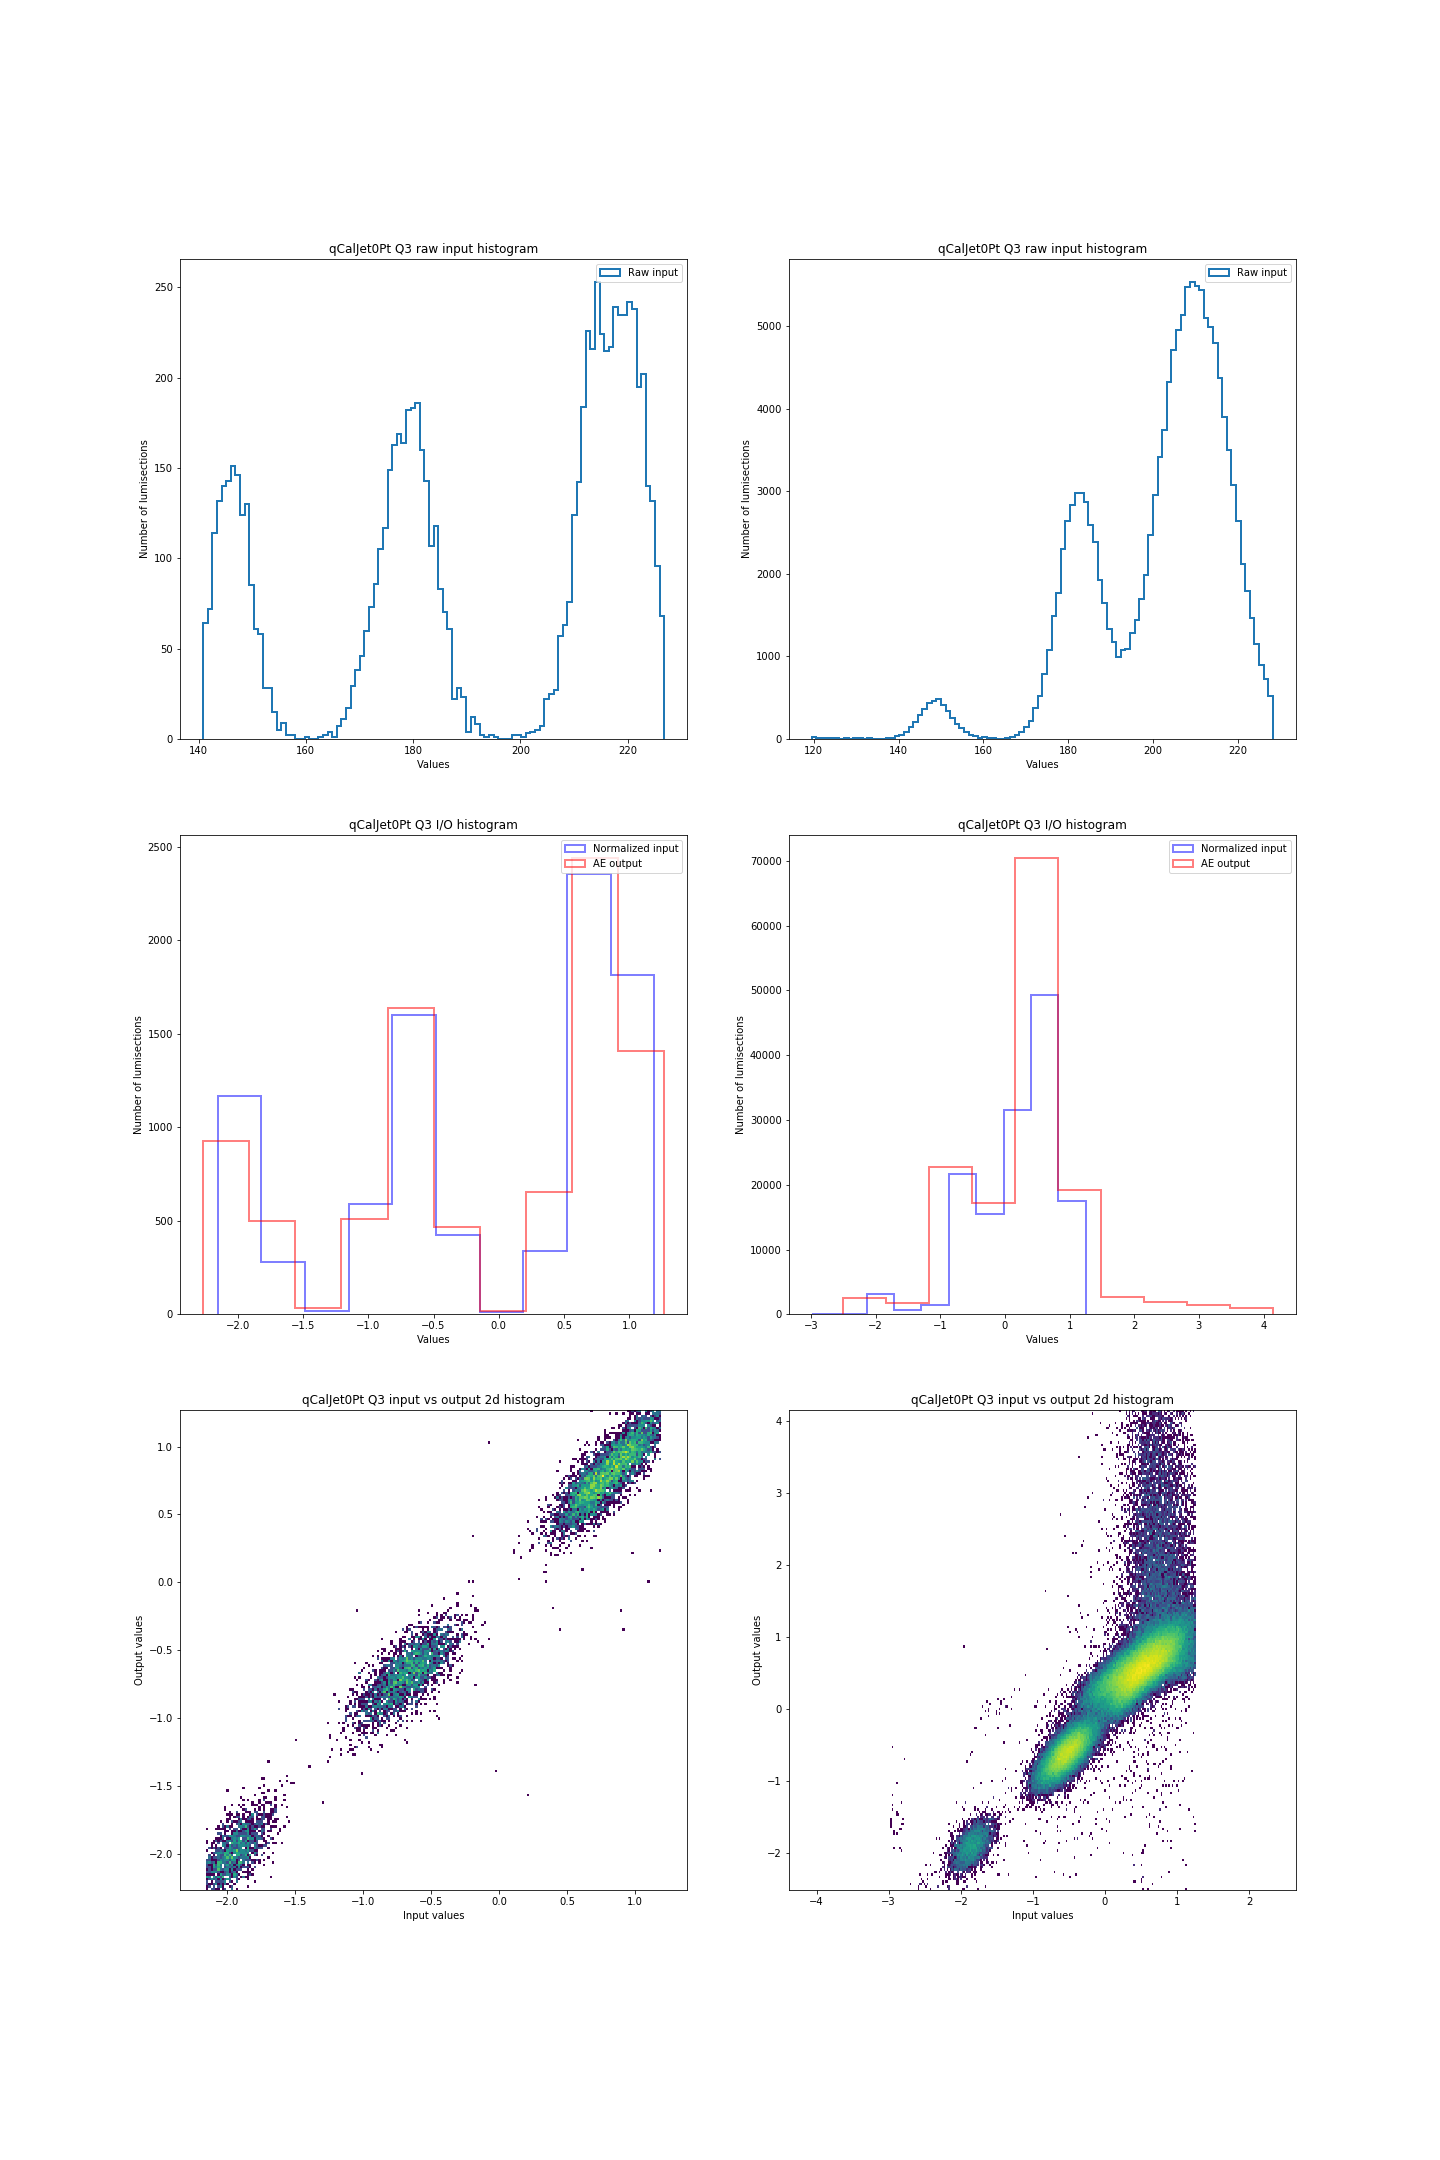 qCalJet0Pt Q3 raw input histogram
Raw input
250
200
150
100
50
0
Number of lumisections
140 160 180 200 220
Values
qCalJet0Pt Q3 raw input histogram
Raw input
5000
4000
3000
2000
1000
0
Number of lumisections
120 140 160 180 200 220
Values
qCalJet0Pt Q3 I/O histogram
Normalized input
AE output
2500
2000
1500
1000
500
0
Number of lumisections
−2.0 −1.5 −1.0 −0.5 0.0 0.5 1.0
Values
qCalJet0Pt Q3 I/O histogram
Normalized input
AE output
70000
60000
50000
40000
30000
20000
10000
0
Number of lumisections
−3 −2 −1 0 1 2 3 4
Values
qCalJet0Pt Q3 input vs output 2d histogram
1.0
0.5
0.0
−0.5
−1.0
−1.5
−2.0
Output values
−2.0 −1.5 −1.0 −0.5 0.0 0.5 1.0
Input values
qCalJet0Pt Q3 input vs output 2d histogram
4
3
2
1
0
−1
−2
Output values
−4 −3 −2 −1 0 1 2
Input values